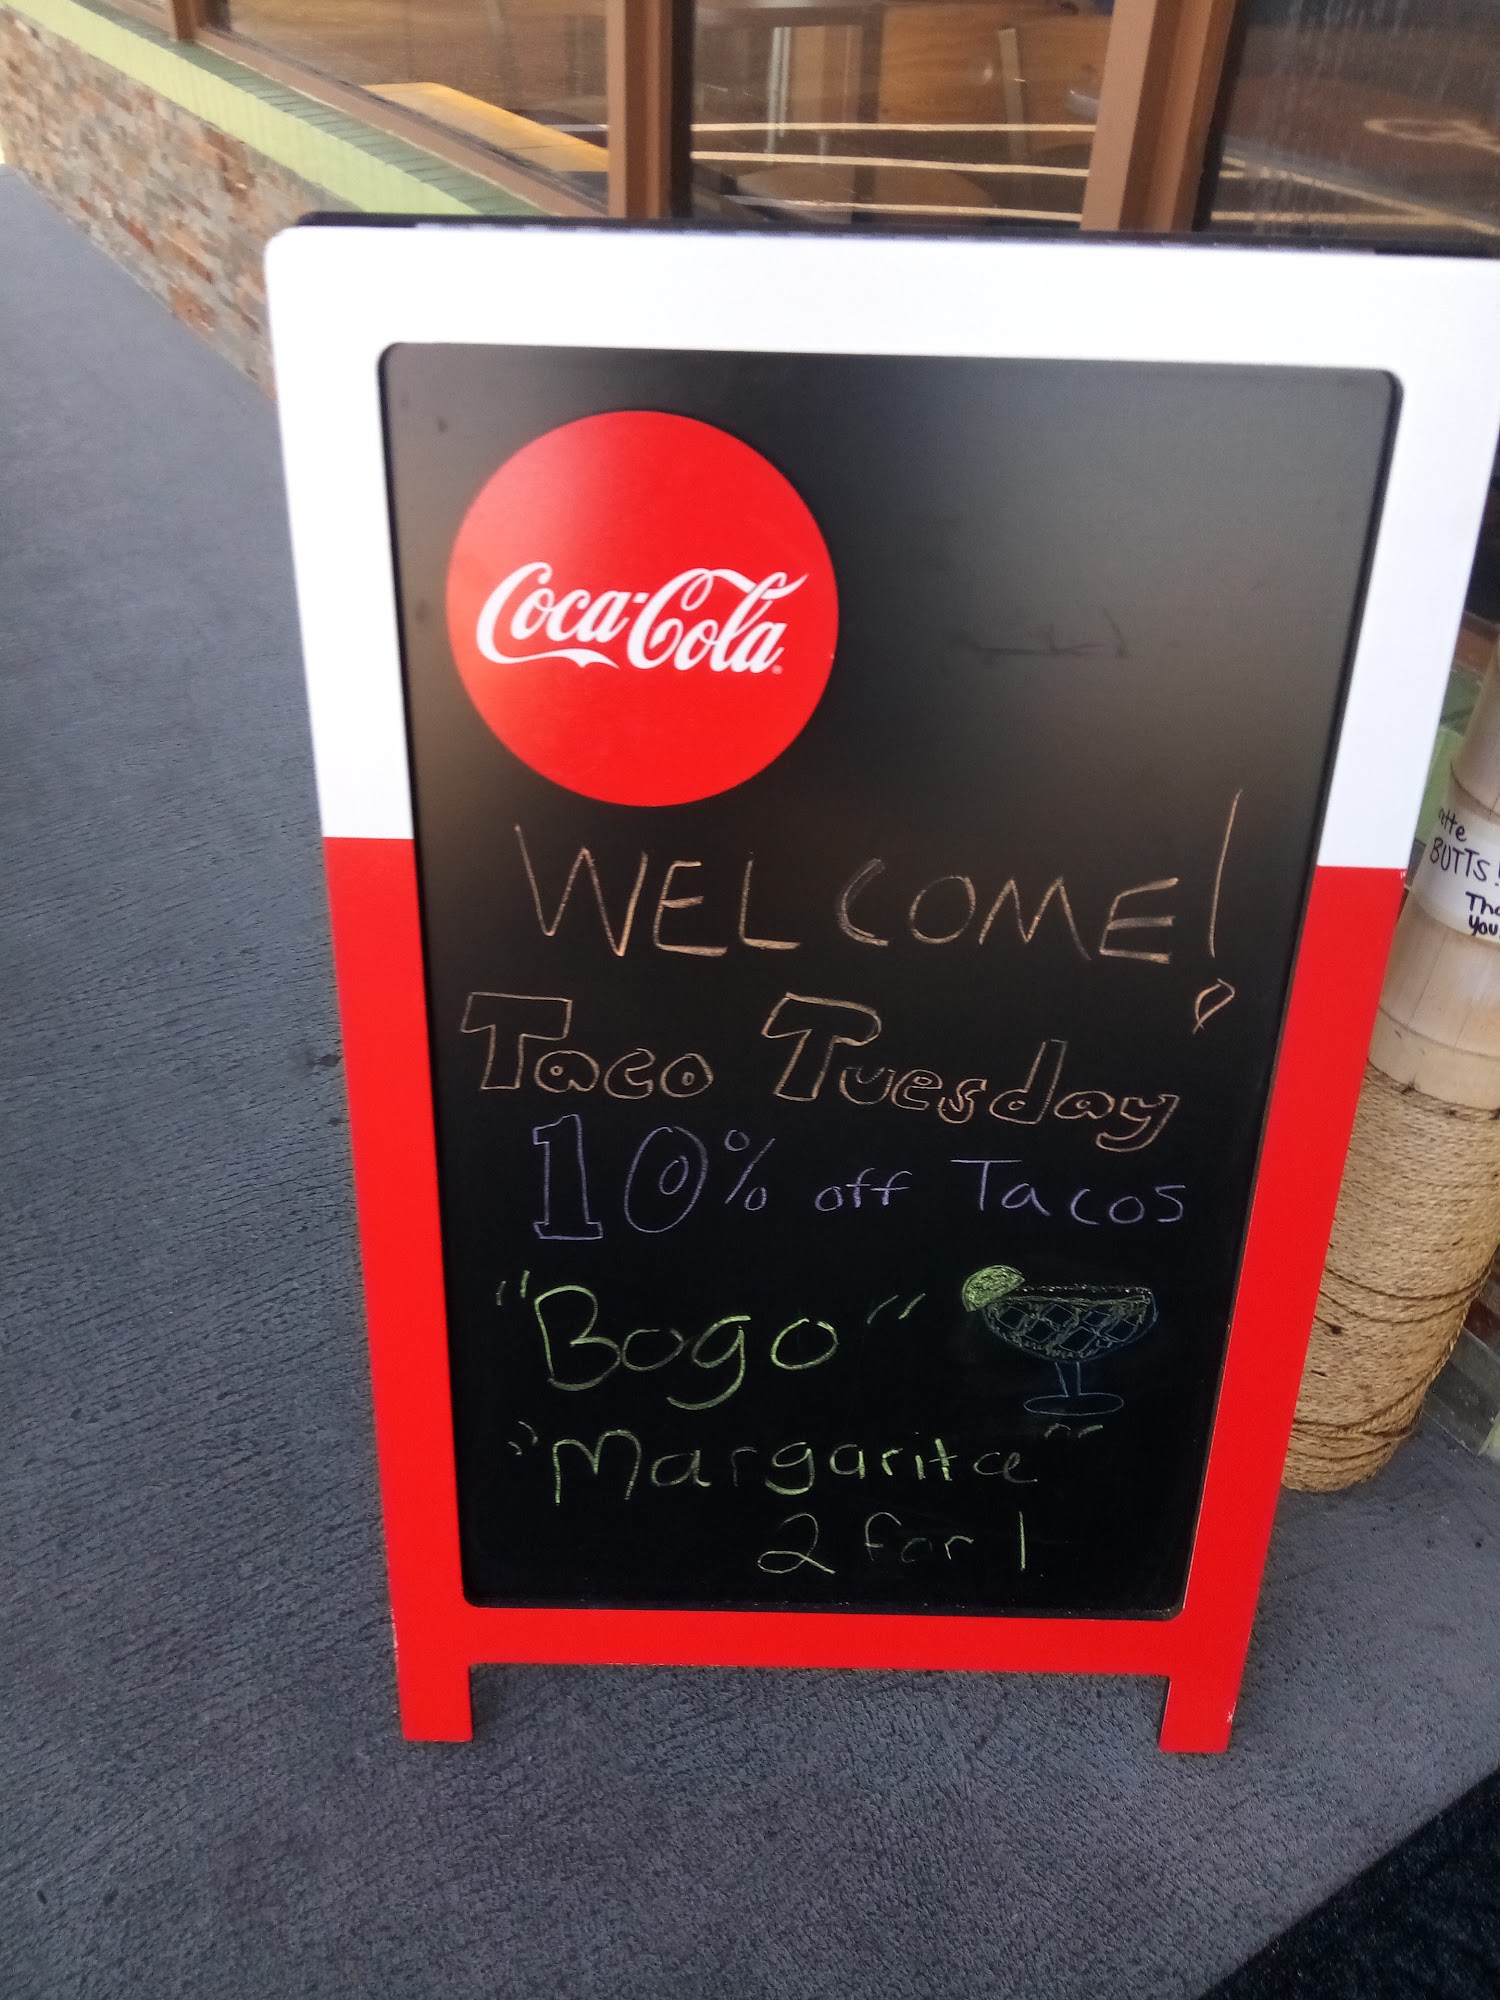 Coca-Cola
WELCOME!
Taco Tuesday
10% off Tacos
"Bogo"
"Margarita"
2 for 1
BUTTS!